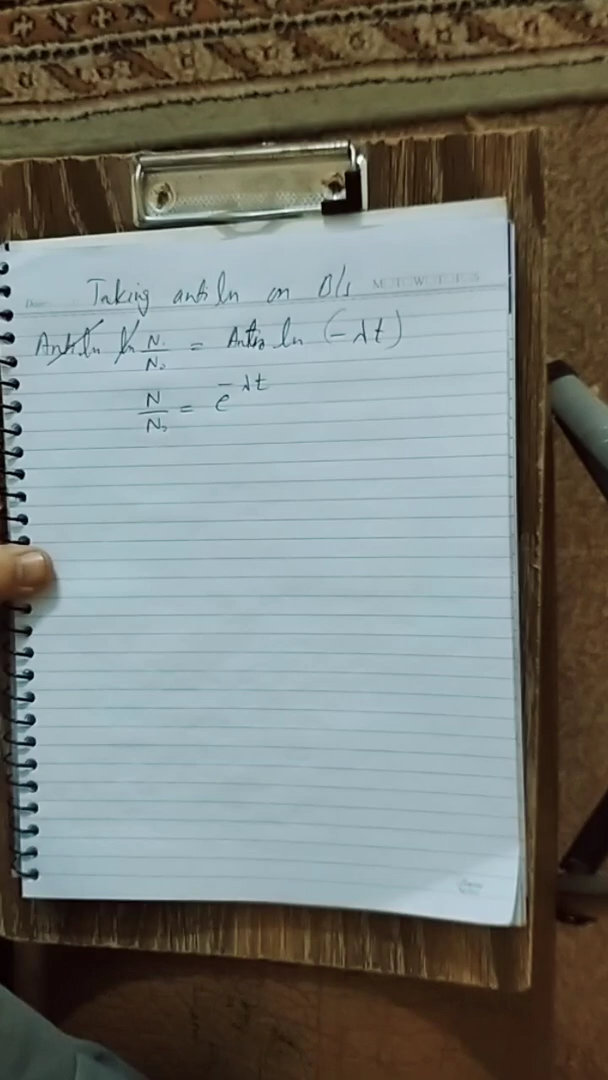 Taking anti ln on B/s
Anti ln ln N/N₀ = Anti ln (-λt)
N/N₀ = e^-λt